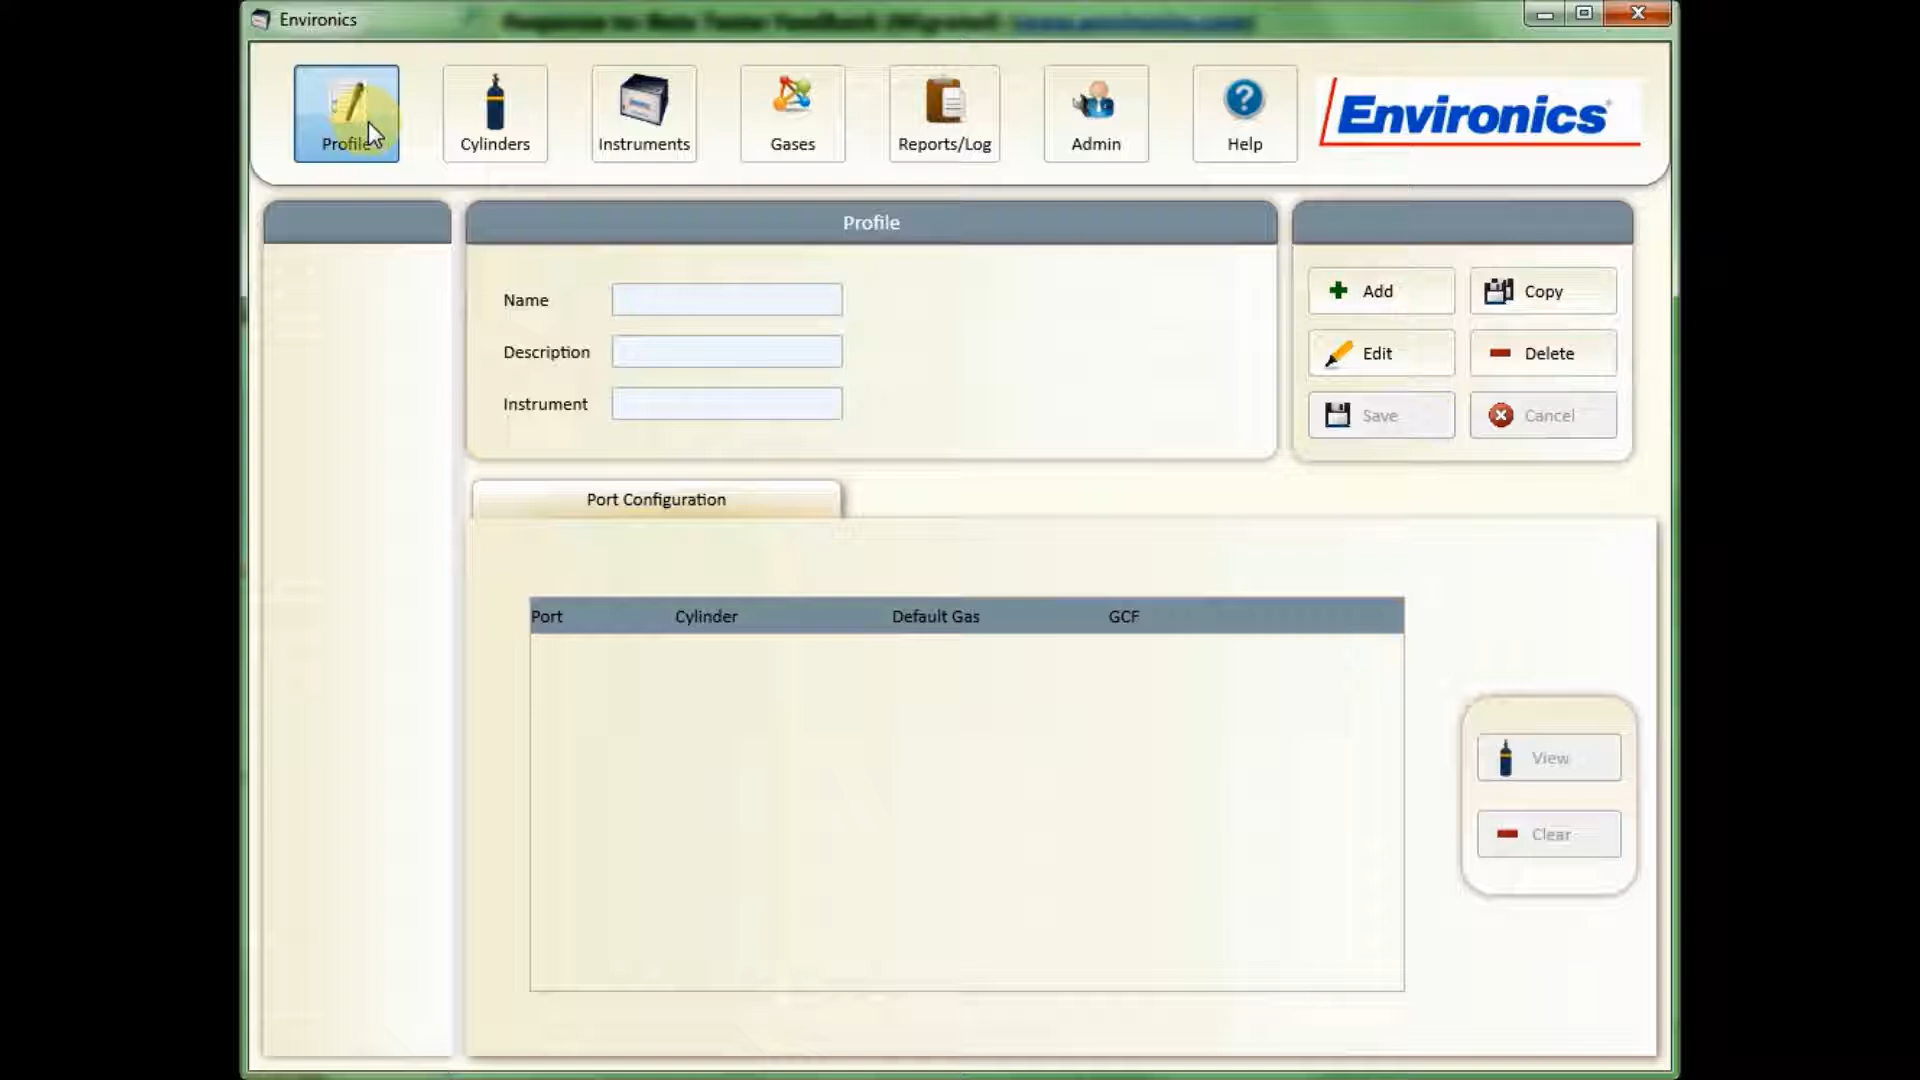 Environics
Profile
Cylinders
Instruments
Gases
Reports/Log
Admin
Help
Environics
Profile
Name
Description
Instrument
Add
Copy
Edit
Delete
Save
Cancel
Port Configuration
Port Cylinder Default Gas GCF
View
Clear